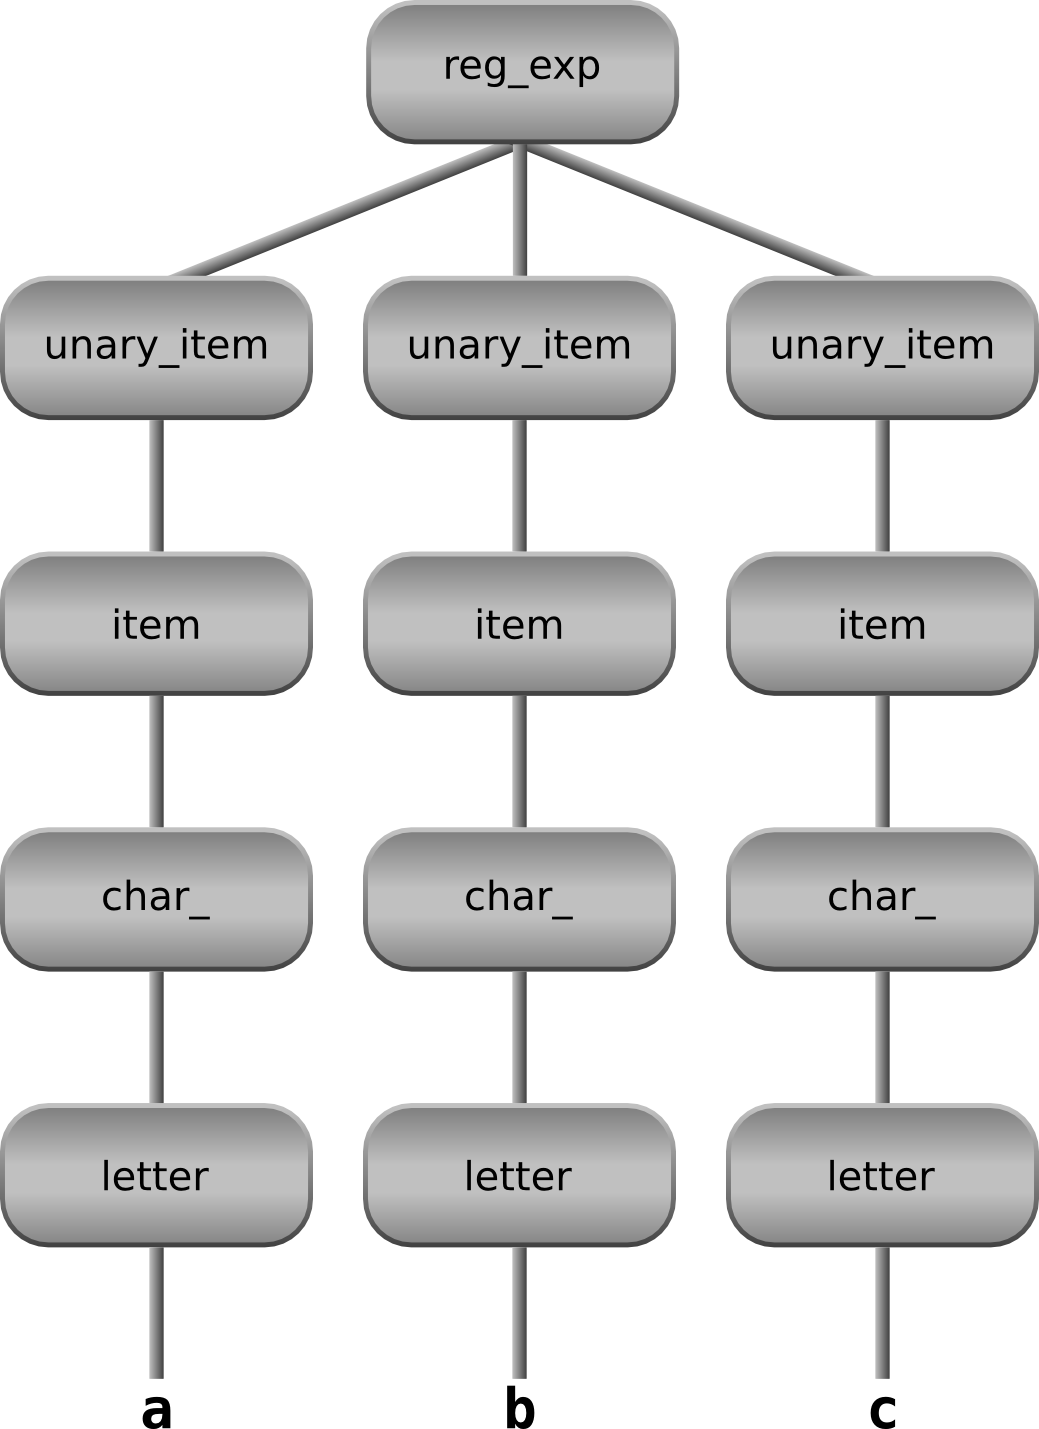 reg_exp
unary_item unary_item unary_item
item item item
char_ char_ char_
letter letter letter
a b c